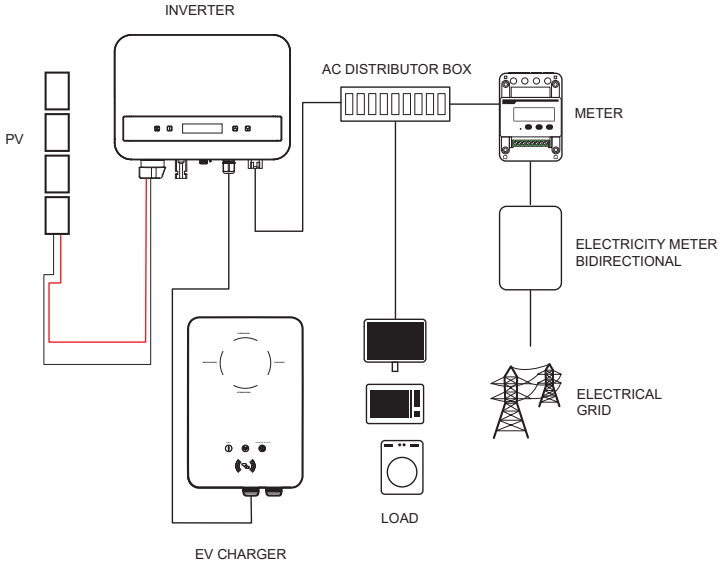 INVERTER
AC DISTRIBUTOR BOX
METER
PV
ELECTRICITY METER
BIDIRECTIONAL
ELECTRICAL
GRID
LOAD
EV CHARGER